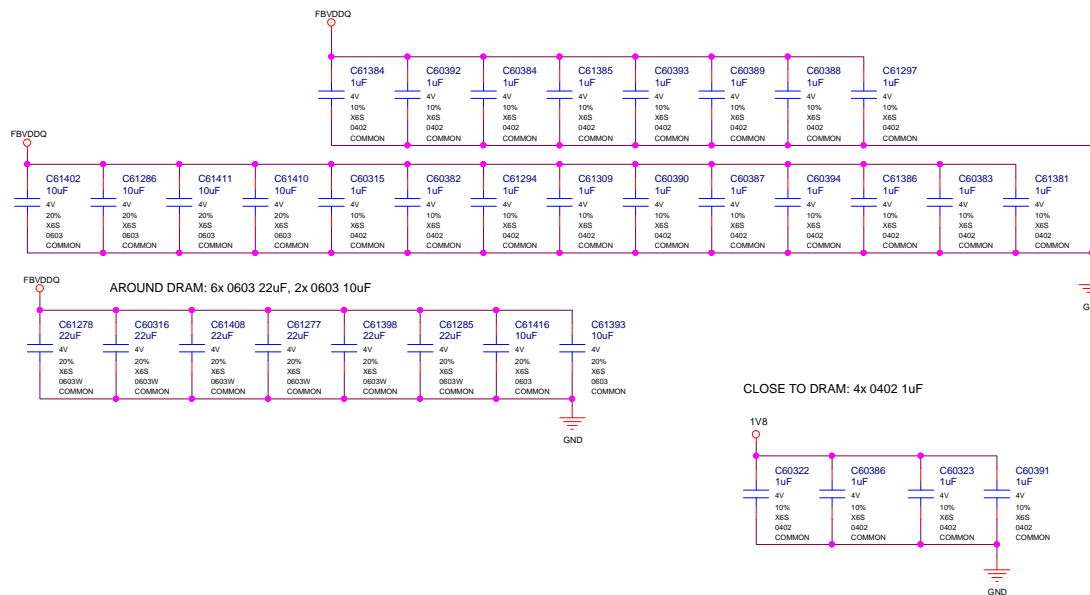 FBVDDQ
C61384
1uF
4V
10%
X6S
0402
COMMON
C60392
1uF
4V
10%
X6S
0402
COMMON
C60384
1uF
4V
10%
X6S
0402
COMMON
C61385
1uF
4V
10%
X6S
0402
COMMON
C60393
1uF
4V
10%
X6S
0402
COMMON
C60389
1uF
4V
10%
X6S
0402
COMMON
C60388
1uF
4V
10%
X6S
0402
COMMON
C61297
1uF
4V
10%
X6S
0402
COMMON
FBVDDQ
C61402
10uF
4V
20%
X6S
0603
COMMON
C61286
10uF
4V
20%
X6S
0603
COMMON
C61411
10uF
4V
20%
X6S
0603
COMMON
C61410
10uF
4V
20%
X6S
0603
COMMON
C60315
1uF
4V
10%
X6S
0402
COMMON
C60382
1uF
4V
10%
X6S
0402
COMMON
C61294
1uF
4V
10%
X6S
0402
COMMON
C61309
1uF
4V
10%
X6S
0402
COMMON
C60390
1uF
4V
10%
X6S
0402
COMMON
C60387
1uF
4V
10%
X6S
0402
COMMON
C60394
1uF
4V
10%
X6S
0402
COMMON
C61386
1uF
4V
10%
X6S
0402
COMMON
C60383
1uF
4V
10%
X6S
0402
COMMON
C61381
1uF
4V
10%
X6S
0402
COMMON
FBVDDQ
AROUND DRAM: 6x 0603 22uF, 2x 0603 10uF
C61278
22uF
4V
20%
X6S
0603W
COMMON
C60316
22uF
4V
20%
X6S
0603W
COMMON
C61408
22uF
4V
20%
X6S
0603W
COMMON
C61277
22uF
4V
20%
X6S
0603W
COMMON
C61398
22uF
4V
20%
X6S
0603W
COMMON
C61285
22uF
4V
20%
X6S
0603W
COMMON
C61416
10uF
4V
20%
X6S
0603
COMMON
C61393
10uF
4V
20%
X6S
0603
COMMON
GND
CLOSE TO DRAM: 4x 0402 1uF
1V8
C60322
1uF
4V
10%
X6S
0402
COMMON
C60386
1uF
4V
10%
X6S
0402
COMMON
C60323
1uF
4V
10%
X6S
0402
COMMON
C60391
1uF
4V
10%
X6S
0402
COMMON
GND